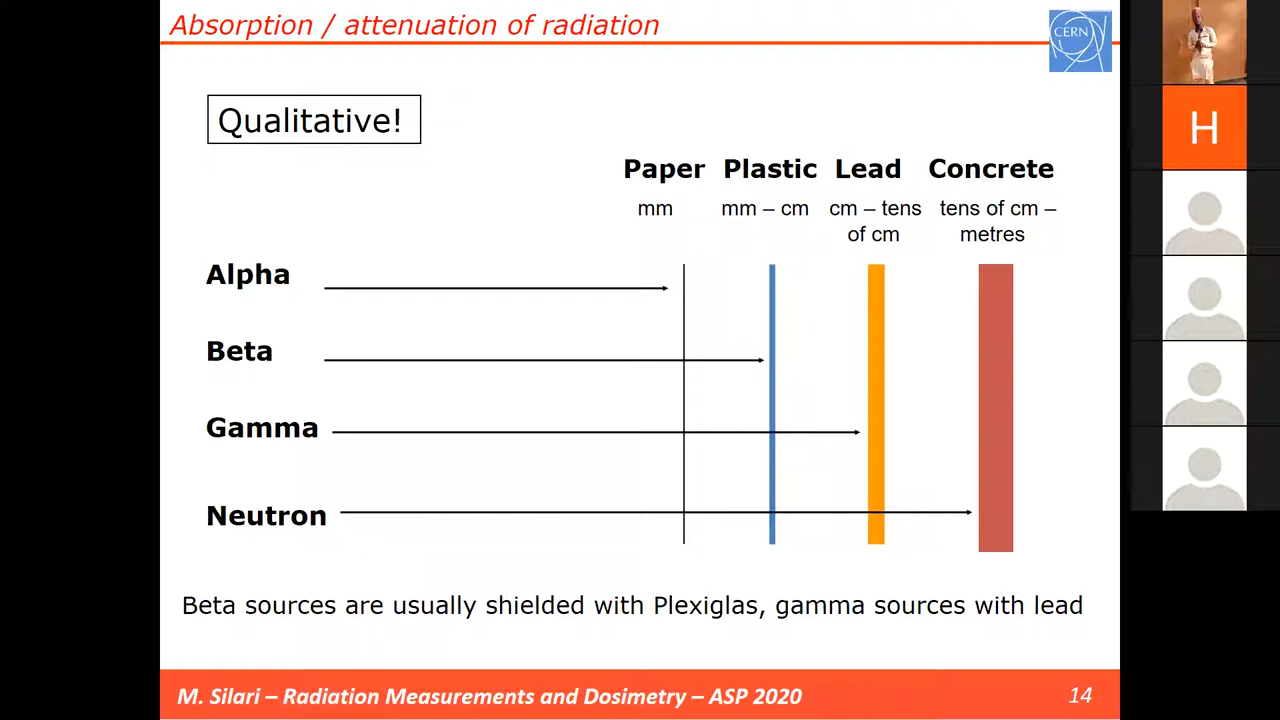 Absorption / attenuation of radiation
CERN
Qualitative!
Paper Plastic Lead Concrete
mm mm – cm cm – tens of cm tens of cm – metres
Alpha
Beta
Gamma
Neutron
Beta sources are usually shielded with Plexiglas, gamma sources with lead
M. Silari – Radiation Measurements and Dosimetry – ASP 2020 14
H